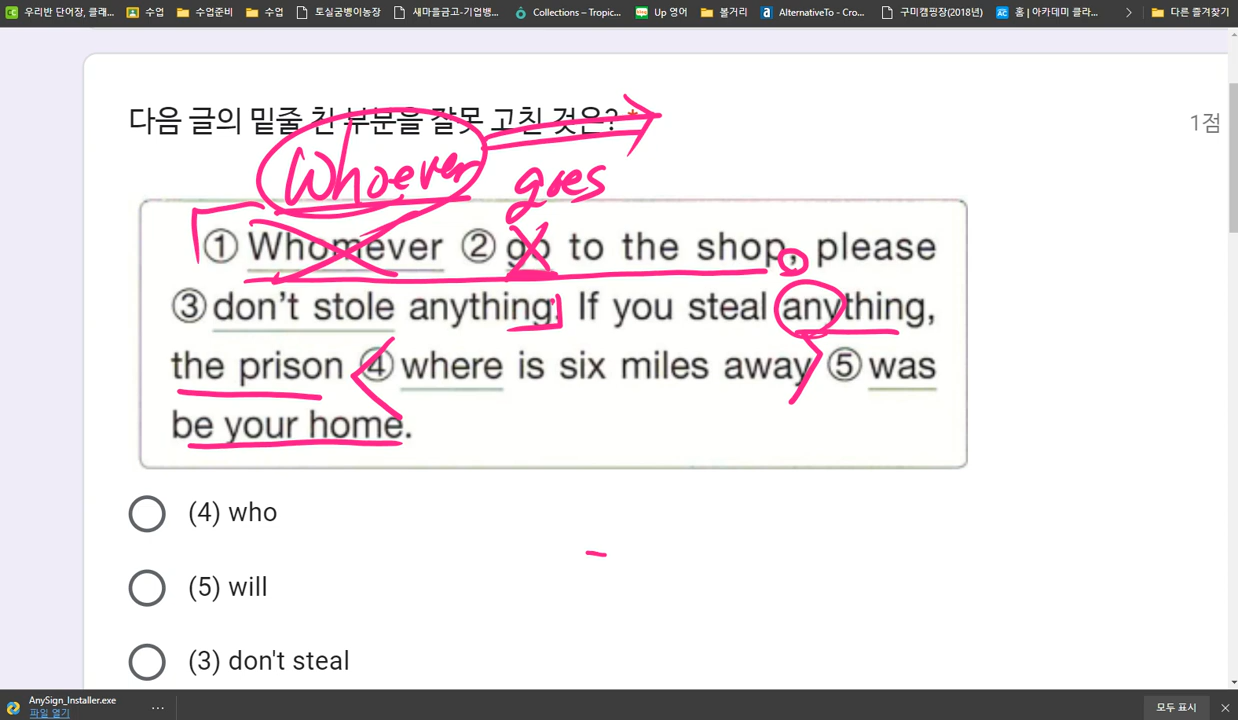 우리반 단어장, 클래... 수업 수업준비 수업 토실굼벵이농장 새마을금고-기업뱅... Collections – Tropic... Up 영어 볼거리 AlternativeTo - Cro... 구미캠핑장(2018년) 홈 | 아카데미 클라... 다른 즐겨찾기
다음 글의 밑줄 친 부분을 잘못 고친 것은? *
1점
Whoever goes
① Whomever ② go to the shop, please
③ don't stole anything. If you steal anything,
the prison ④ where is six miles away ⑤ was
be your home.
(4) who
(5) will
(3) don't steal
AnySign_Installer.exe
파일 열기
...
모두 표시